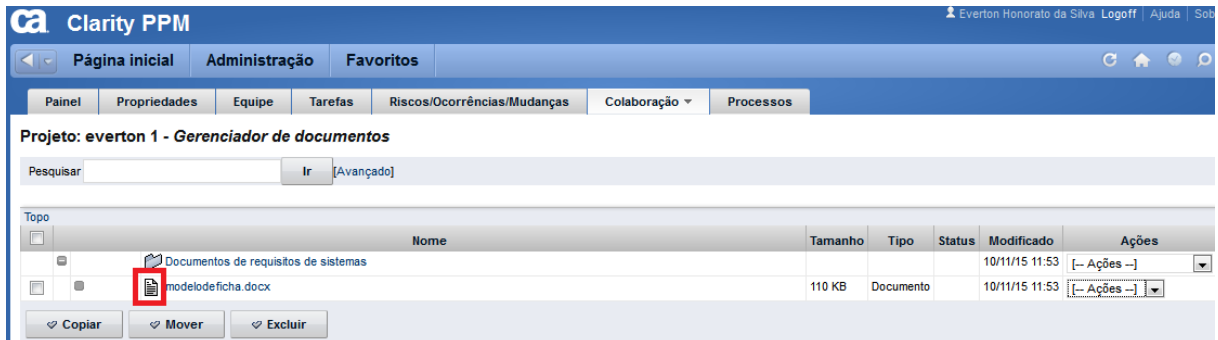 ca Clarity PPM Everton Honorato da Silva Logoff | Ajuda | Sob
Página inicial Administração Favoritos
Painel Propriedades Equipe Tarefas Riscos/Ocorrências/Mudanças Colaboração Processos
Projeto: everton 1 - Gerenciador de documentos
Pesquisar Ir [Avançado]
Topo
Nome Tamanho Tipo Status Modificado Ações
Documentos de requisitos de sistemas 10/11/15 11:53 [-- Ações --]
modelodeficha.docx 110 KB Documento 10/11/15 11:53 [-- Ações --]
Copiar Mover Excluir